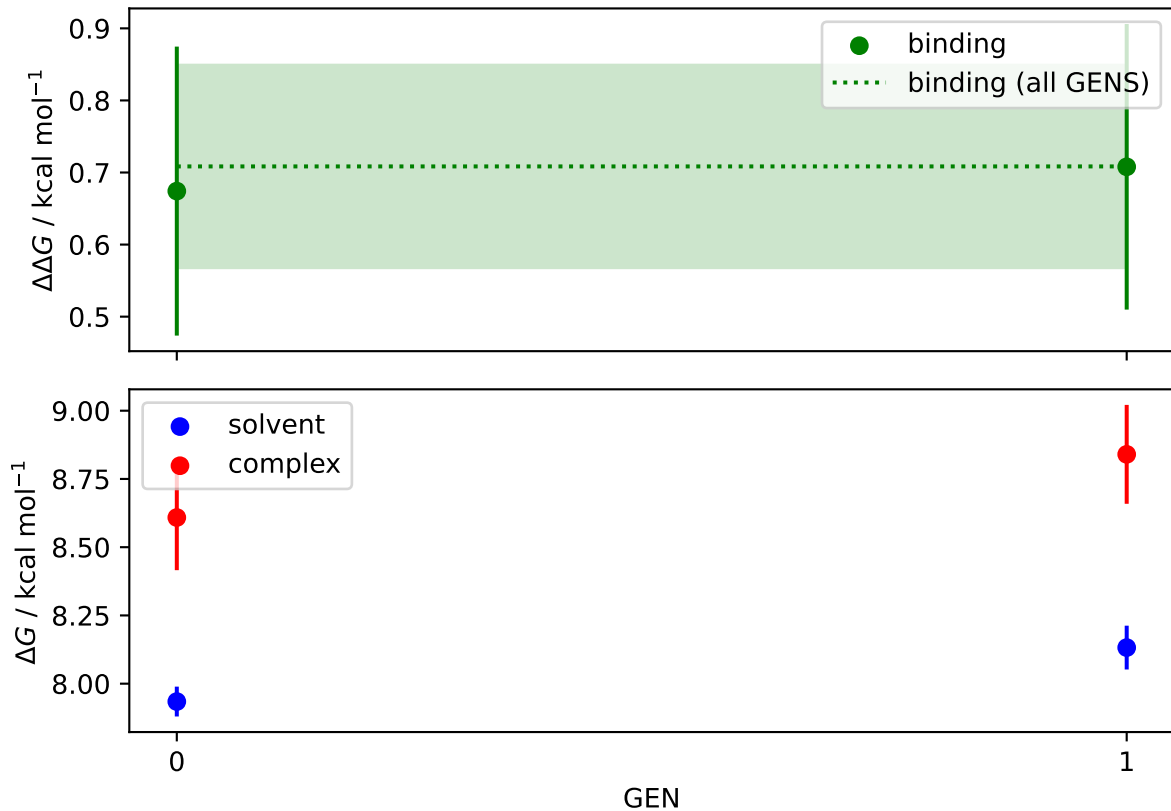 0.9
0.8
0.7
0.6
0.5
ΔΔG / kcal mol⁻¹
binding
binding (all GENS)
9.00
8.75
8.50
8.25
8.00
ΔG / kcal mol⁻¹
solvent
complex
0
1
GEN